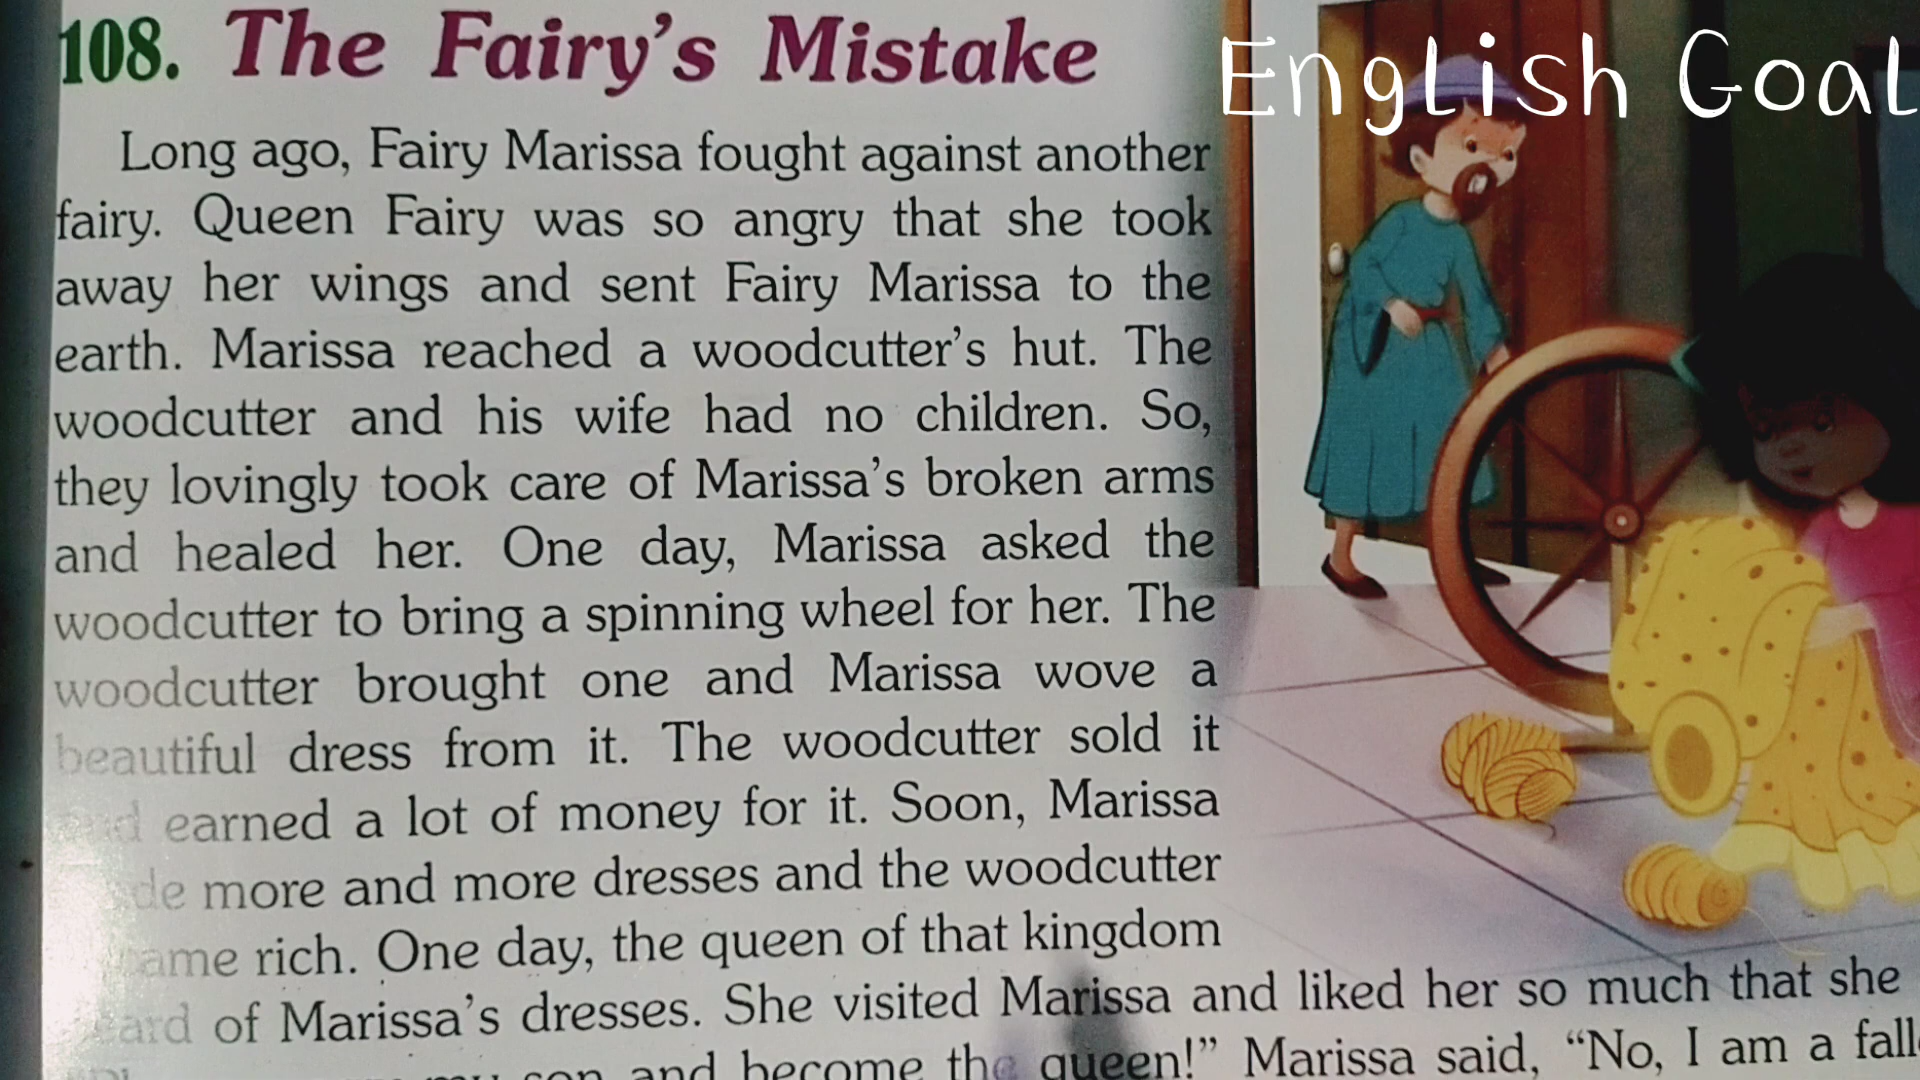 108. The Fairy's Mistake
English Goal
Long ago, Fairy Marissa fought against another
fairy. Queen Fairy was so angry that she took
away her wings and sent Fairy Marissa to the
earth. Marissa reached a woodcutter's hut. The
woodcutter and his wife had no children. So,
they lovingly took care of Marissa's broken arms
and healed her. One day, Marissa asked the
woodcutter to bring a spinning wheel for her. The
woodcutter brought one and Marissa wove a
beautiful dress from it. The woodcutter sold it
earned a lot of money for it. Soon, Marissa
more and more dresses and the woodcutter
rich. One day, the queen of that kingdom
of Marissa's dresses. She visited Marissa and liked her so much that she
my son and become the queen!" Marissa said, "No, I am a